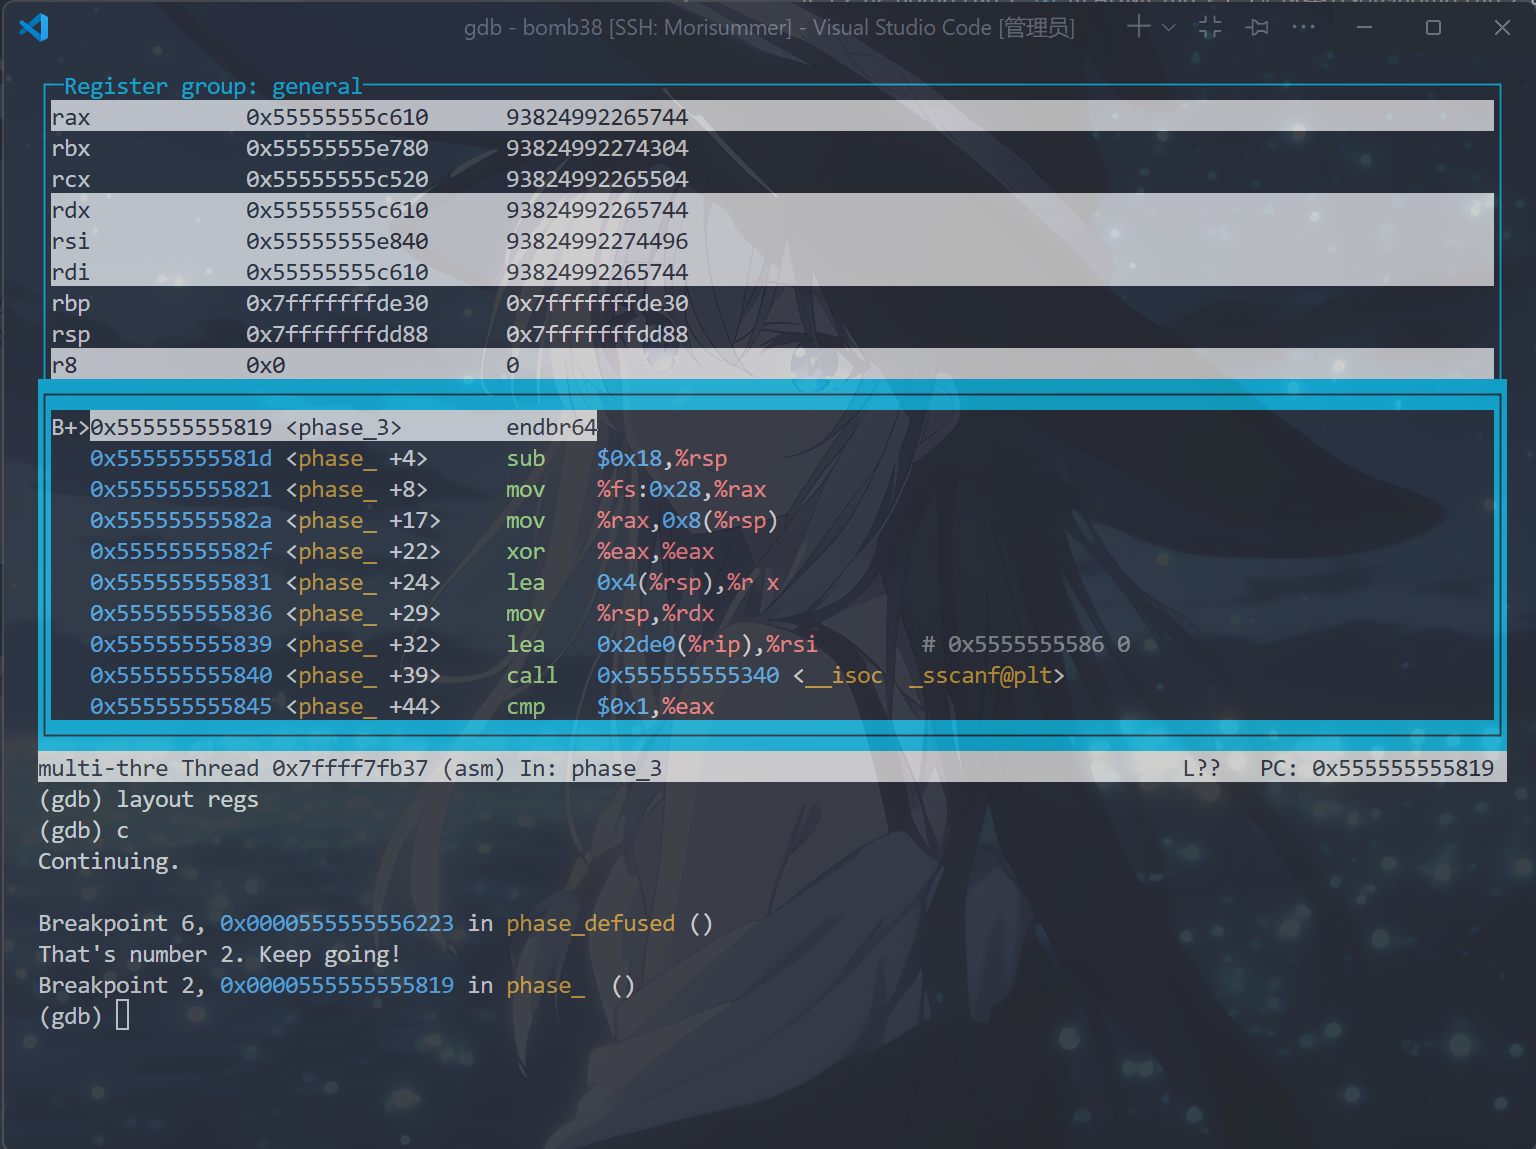 gdb - bomb38 [SSH: Morisummer] - Visual Studio Code [管理员]
Register group: general
rax 0x55555555c610 93824992265744
rbx 0x55555555e780 93824992274304
rcx 0x55555555c520 93824992265504
rdx 0x55555555c610 93824992265744
rsi 0x55555555e840 93824992274496
rdi 0x55555555c610 93824992265744
rbp 0x7fffffffde30 0x7fffffffde30
rsp 0x7fffffffdd88 0x7fffffffdd88
r8 0x0 0
B+>0x555555555819 <phase_3> endbr64
0x55555555581d <phase_ +4> sub $0x18,%rsp
0x555555555821 <phase_ +8> mov %fs:0x28,%rax
0x55555555582a <phase_ +17> mov %rax,0x8(%rsp)
0x55555555582f <phase_ +22> xor %eax,%eax
0x555555555831 <phase_ +24> lea 0x4(%rsp),%r x
0x555555555836 <phase_ +29> mov %rsp,%rdx
0x555555555839 <phase_ +32> lea 0x2de0(%rip),%rsi # 0x5555555586 0
0x555555555840 <phase_ +39> call 0x555555555340 <__isoc _sscanf@plt>
0x555555555845 <phase_ +44> cmp $0x1,%eax
multi-thre Thread 0x7ffff7fb37 (asm) In: phase_3 L?? PC: 0x555555555819
(gdb) layout regs
(gdb) c
Continuing.
Breakpoint 6, 0x0000555555556223 in phase_defused ()
That's number 2. Keep going!
Breakpoint 2, 0x0000555555555819 in phase_ ()
(gdb)